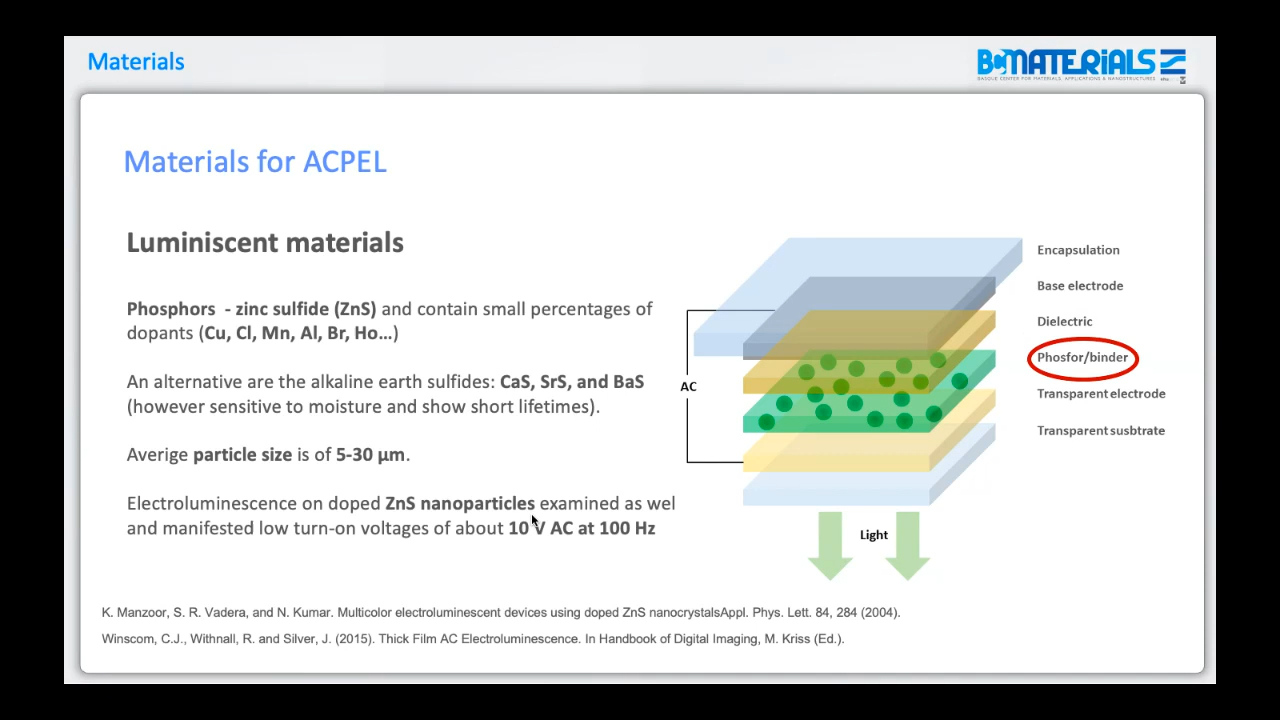 Materials
BCMATERiALS
BASQUE CENTER FOR MATERIALS, APPLICATIONS & NANOSTRUCTURES
Materials for ACPEL
Luminiscent materials
Phosphors - zinc sulfide (ZnS) and contain small percentages of
dopants (Cu, Cl, Mn, Al, Br, Ho…)
An alternative are the alkaline earth sulfides: CaS, SrS, and BaS
(however sensitive to moisture and show short lifetimes).
Averige particle size is of 5-30 μm.
Electroluminescence on doped ZnS nanoparticles examined as wel
and manifested low turn-on voltages of about 10 V AC at 100 Hz
Encapsulation
Base electrode
Dielectric
Phosfor/binder
Transparent electrode
Transparent susbtrate
AC
Light
K. Manzoor, S. R. Vadera, and N. Kumar. Multicolor electroluminescent devices using doped ZnS nanocrystalsAppl. Phys. Lett. 84, 284 (2004).
Winscom, C.J., Withnall, R. and Silver, J. (2015). Thick Film AC Electroluminescence. In Handbook of Digital Imaging, M. Kriss (Ed.).